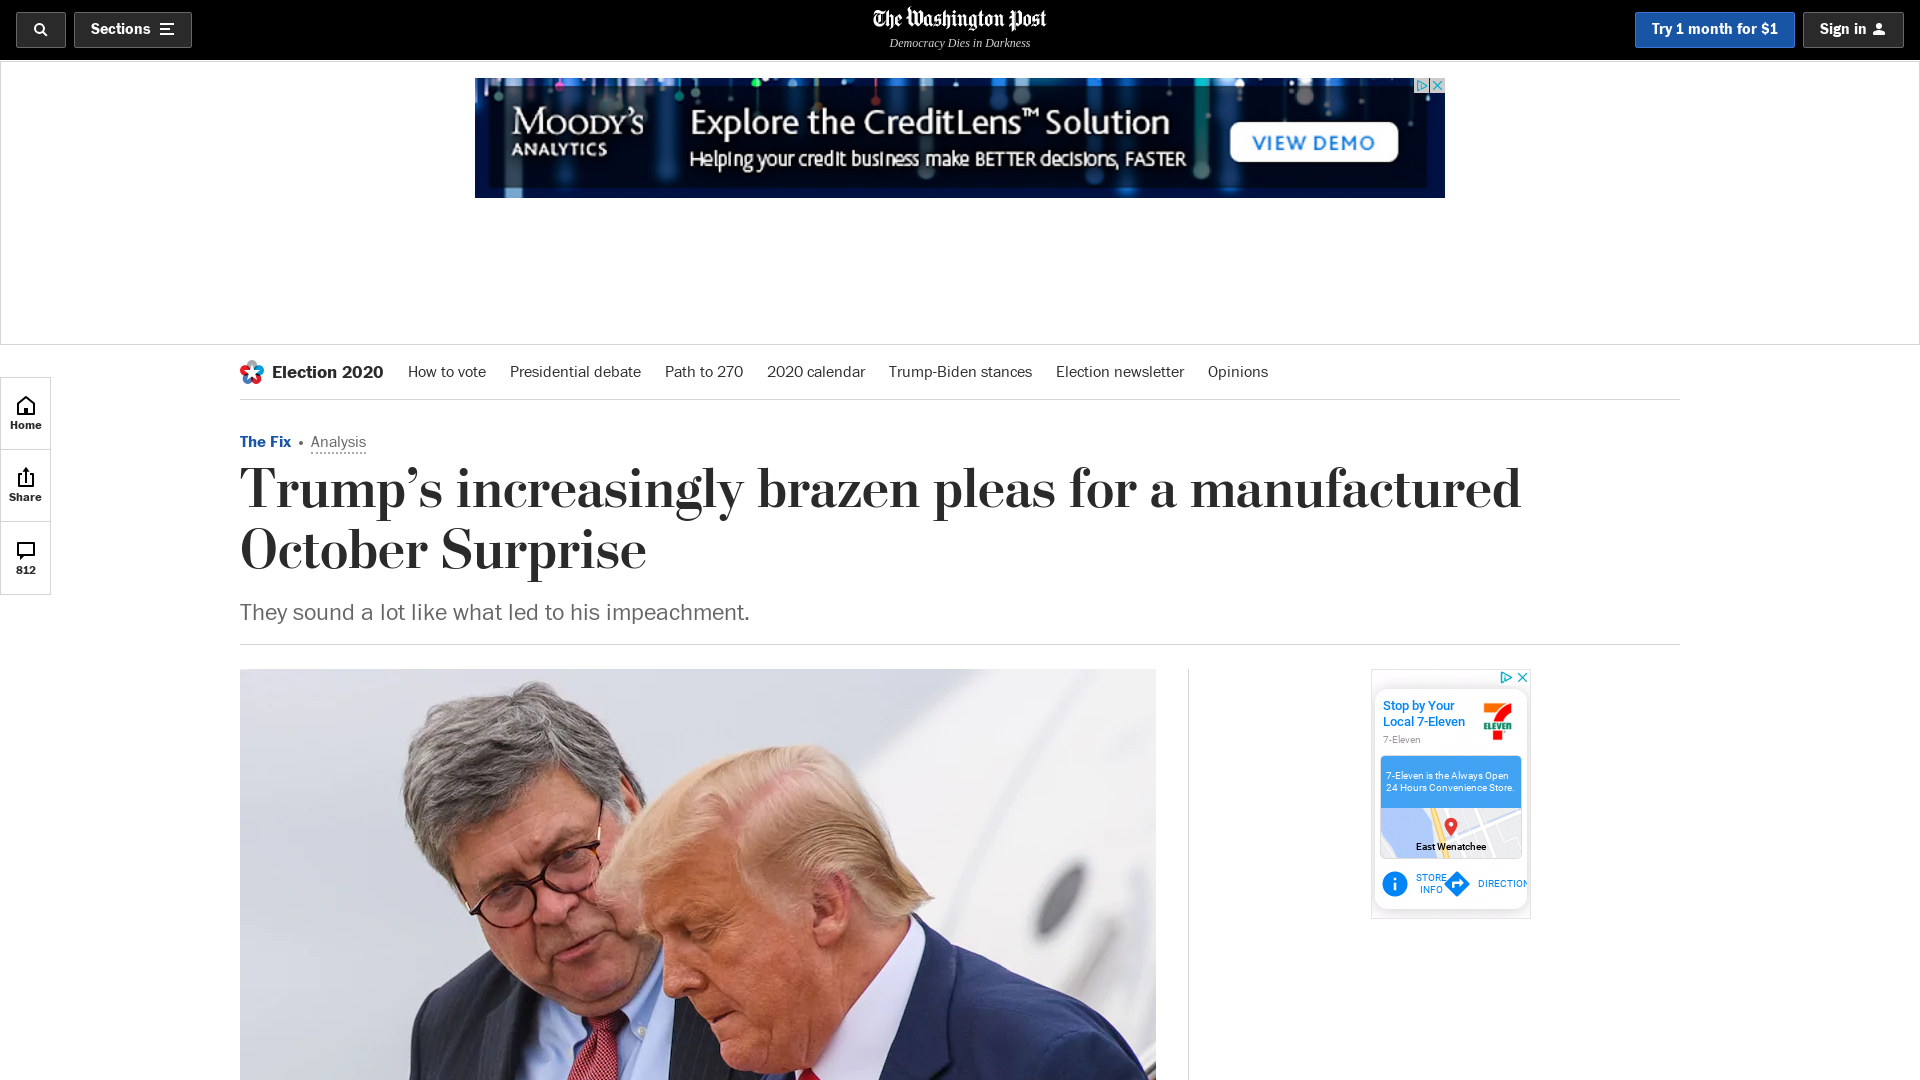 Sections
The Washington Post
Democracy Dies in Darkness
Try 1 month for $1
Sign in
MOODY'S
ANALYTICS
Explore the CreditLens™ Solution
Helping your credit business make BETTER decisions, FASTER
VIEW DEMO
Election 2020
How to vote
Presidential debate
Path to 270
2020 calendar
Trump-Biden stances
Election newsletter
Opinions
Home
Share
812
The Fix • Analysis
Trump’s increasingly brazen pleas for a manufactured
October Surprise
They sound a lot like what led to his impeachment.
Stop by Your
Local 7-Eleven
7-Eleven
7
ELEVEN
7-Eleven is the Always Open
24 Hours Convenience Store.
East Wenatchee
STORE
INFO
DIRECTION